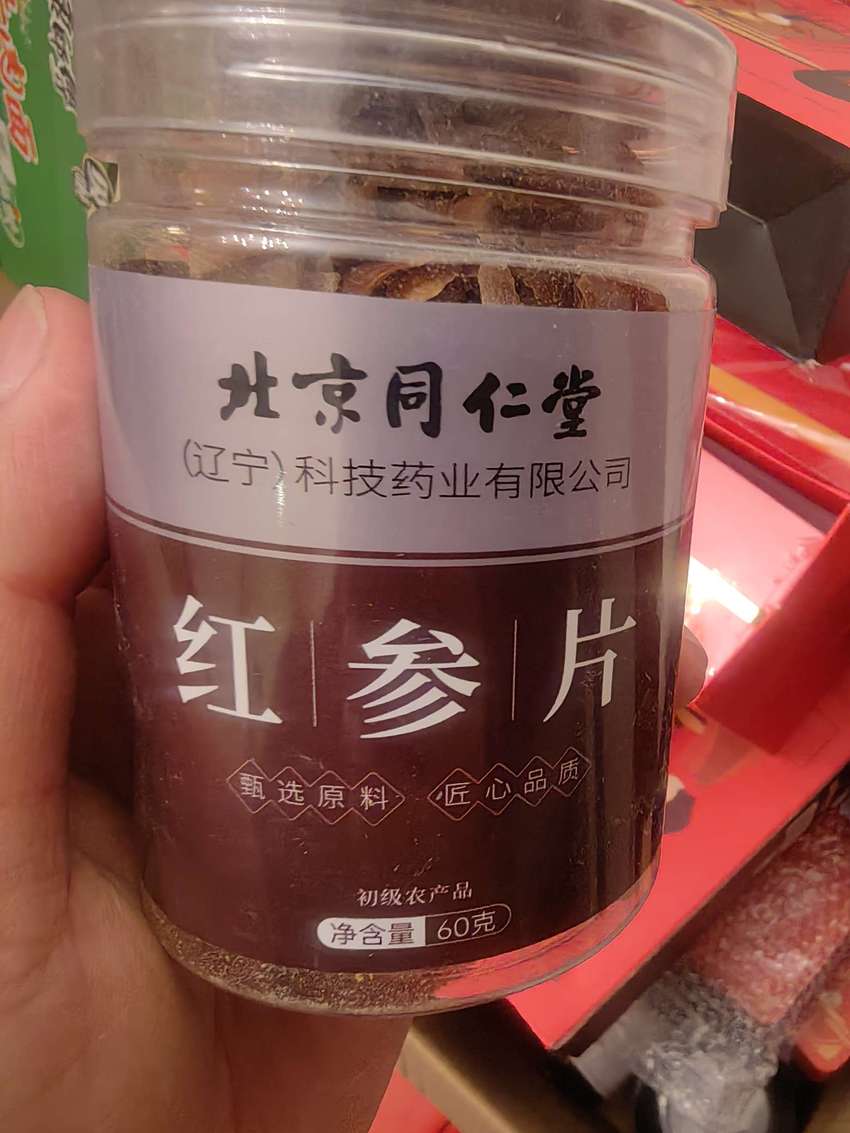 北京同仁堂
(辽宁)科技药业有限公司
红参片
甄选原料 匠心品质
初级农产品
净含量 60克